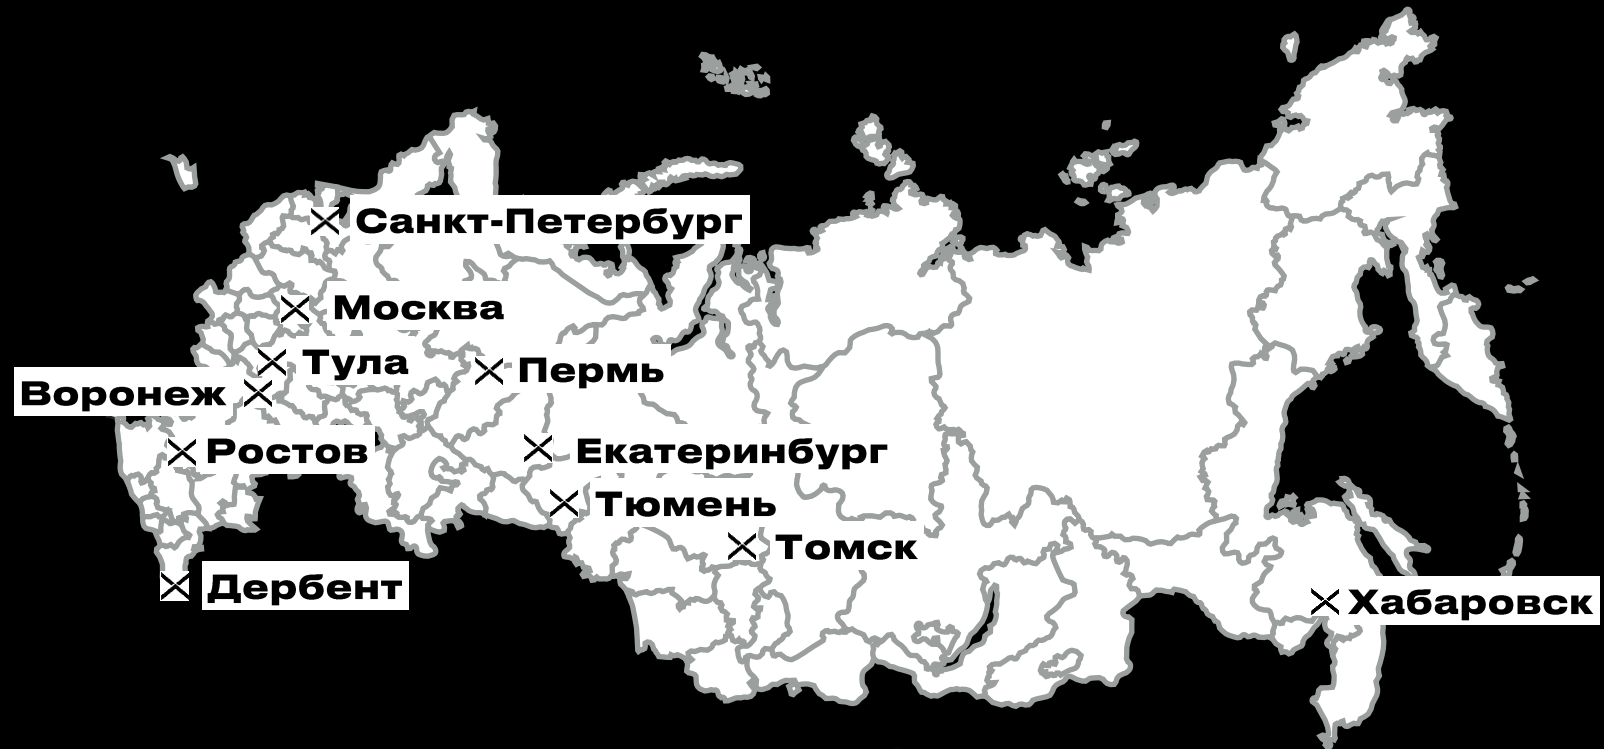 Санкт-Петербург
Москва
Тула
Пермь
Воронеж
Ростов
Екатеринбург
Тюмень
Томск
Дербент
Хабаровск